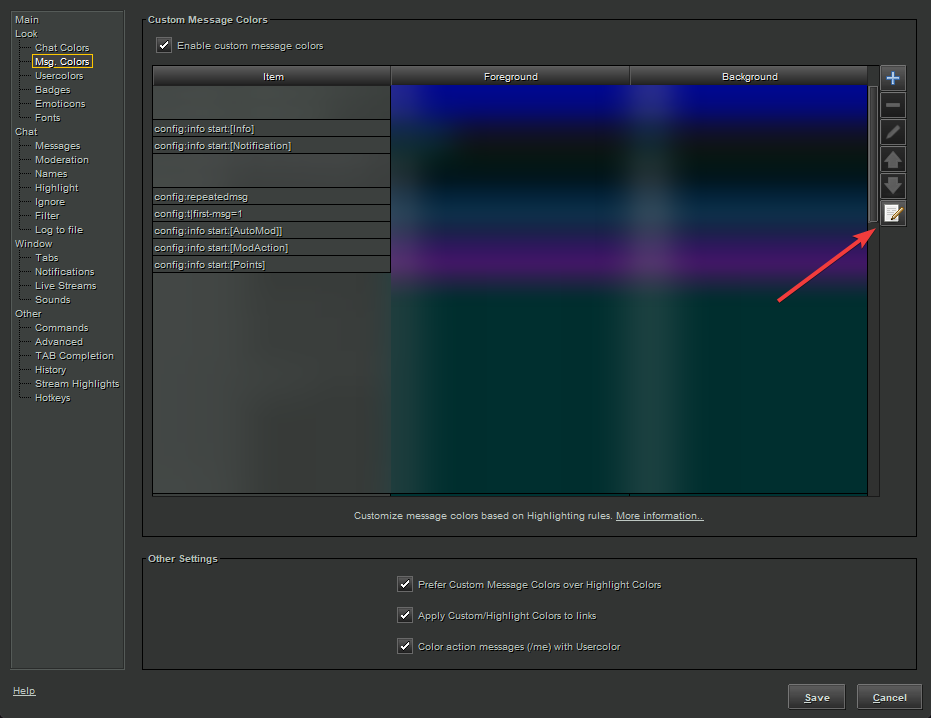 Main
Look
Chat Colors
Msg. Colors
Usercolors
Badges
Emoticons
Fonts
Chat
Messages
Moderation
Names
Highlight
Ignore
Filter
Log to file
Window
Tabs
Notifications
Live Streams
Sounds
Other
Commands
Advanced
TAB Completion
History
Stream Highlights
Hotkeys
Help
Custom Message Colors
Enable custom message colors
Item Foreground Background
config:info start:[Info]
config:info start:[Notification]
config:repeatedmsg
config:t|first-msg=1
config:info start:[AutoMod]]
config:info start:[ModAction]
config:info start:[Points]
Customize message colors based on Highlighting rules. More information..
Other Settings
Prefer Custom Message Colors over Highlight Colors
Apply Custom/Highlight Colors to links
Color action messages (/me) with Usercolor
Save Cancel